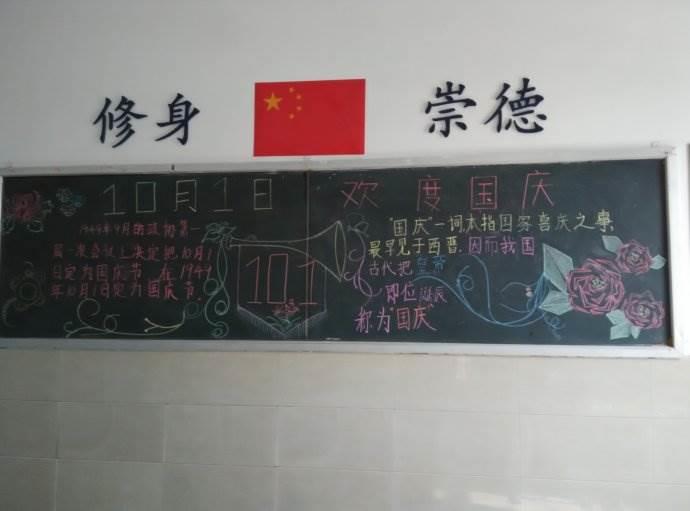 修身
崇德
10月1日
欢度国庆
1949年9月的政协第一
届一次会议上决定把10月1
日定为国庆节。在1949
年10月1日定为国庆节.
10.1
"国庆"一词本指国家喜庆之事,
最早见于西晋.因而我国
古代把皇帝
即位诞辰
称为"国庆"